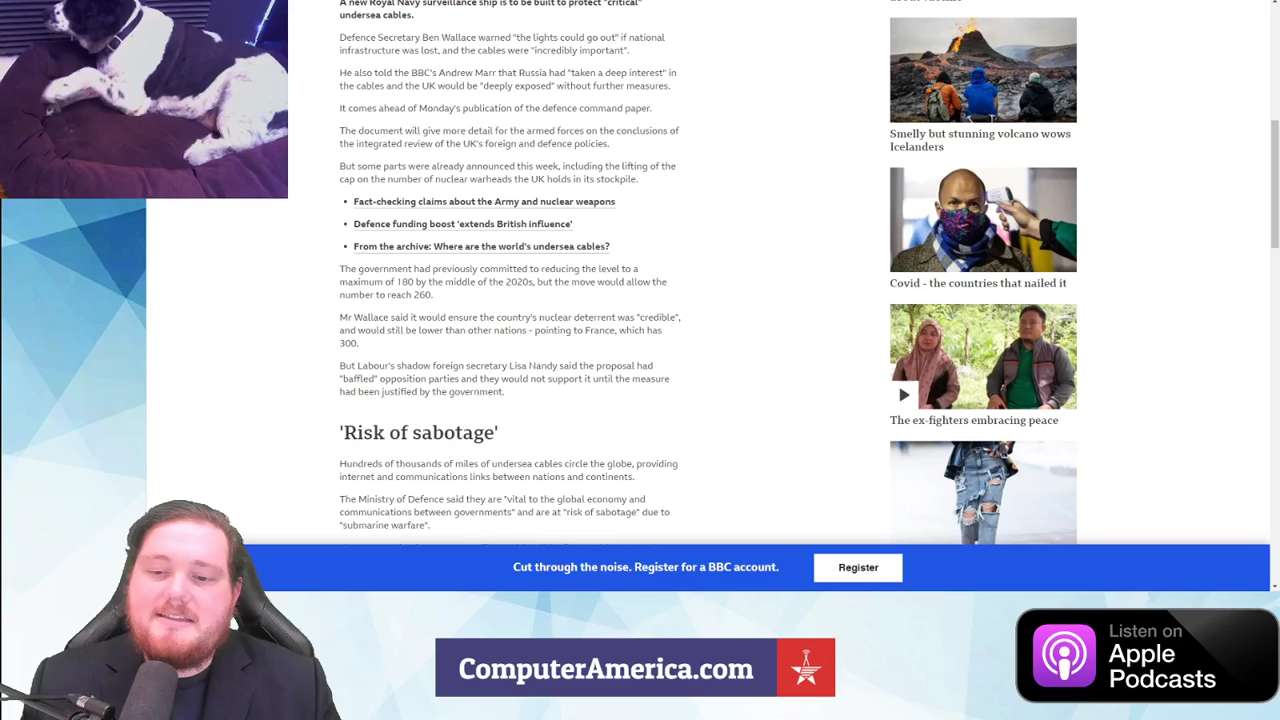 A new Royal Navy surveillance ship is to be built to protect "critical"
undersea cables.
Defence Secretary Ben Wallace warned "the lights could go out" if national
infrastructure was lost, and the cables were "incredibly important".
He also told the BBC's Andrew Marr that Russia had "taken a deep interest" in
the cables and the UK would be "deeply exposed" without further measures.
It comes ahead of Monday's publication of the defence command paper.
The document will give more detail for the armed forces on the conclusions of
the integrated review of the UK's foreign and defence policies.
But some parts were already announced this week, including the lifting of the
cap on the number of nuclear warheads the UK holds in its stockpile.
• Fact-checking claims about the Army and nuclear weapons
• Defence funding boost 'extends British influence'
• From the archive: Where are the world's undersea cables?
The government had previously committed to reducing the level to a
maximum of 180 by the middle of the 2020s, but the move would allow the
number to reach 260.
Mr Wallace said it would ensure the country's nuclear deterrent was "credible",
and would still be lower than other nations - pointing to France, which has
300.
But Labour's shadow foreign secretary Lisa Nandy said the proposal had
"baffled" opposition parties and they would not support it until the measure
had been justified by the government.
'Risk of sabotage'
Hundreds of thousands of miles of undersea cables circle the globe, providing
internet and communications links between nations and continents.
The Ministry of Defence said they are "vital to the global economy and
communications between governments" and are at "risk of sabotage" due to
"submarine warfare".
Smelly but stunning volcano wows
Icelanders
Covid - the countries that nailed it
The ex-fighters embracing peace
Cut through the noise. Register for a BBC account.
Register
ComputerAmerica.com
Listen on
Apple
Podcasts